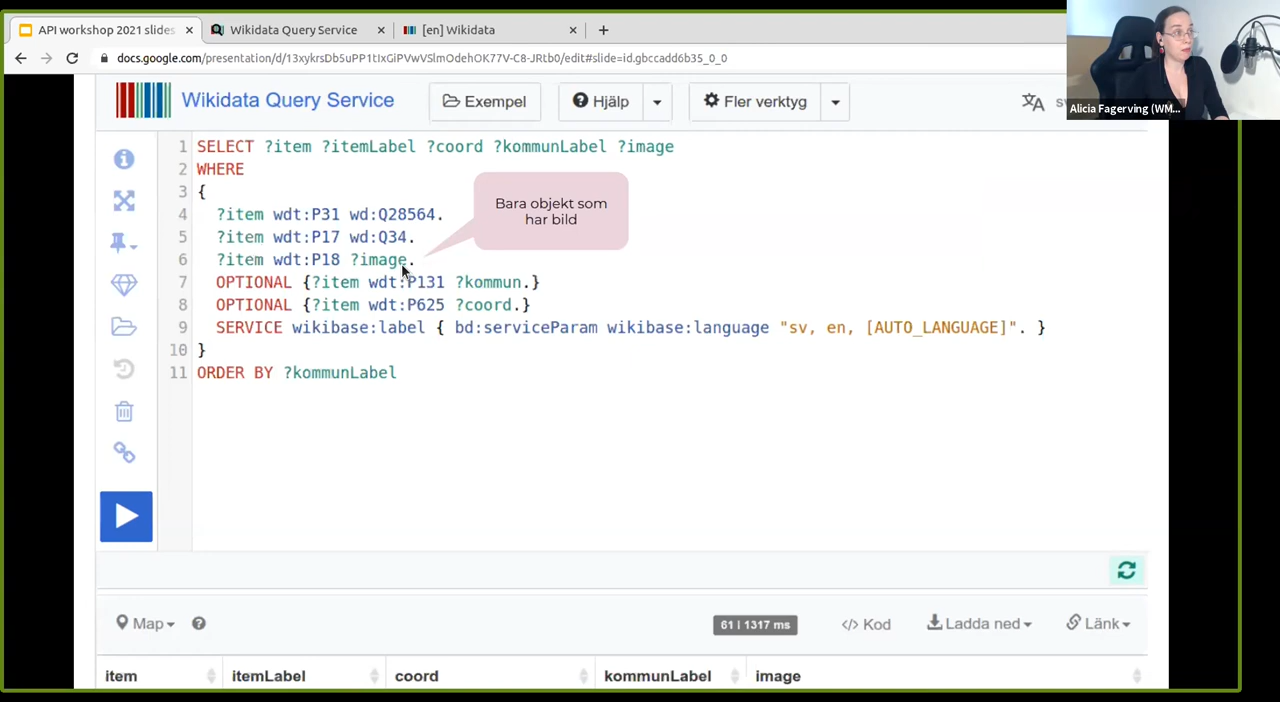 API workshop 2021 slides
Wikidata Query Service
[en] Wikidata
docs.google.com/presentation/d/13xykrsDb5uPP1tIxGiPVwVSlmOdehOK77V-C8-JRtb0/edit#slide=id.gbccadd6b35_0_0
Alicia Fagerving (WM...
Wikidata Query Service
Exempel
Hjälp
Fler verktyg
1 SELECT ?item ?itemLabel ?coord ?kommunLabel ?image
2 WHERE
3 {
4 ?item wdt:P31 wd:Q28564.
5 ?item wdt:P17 wd:Q34.
6 ?item wdt:P18 ?image.
7 OPTIONAL {?item wdt:P131 ?kommun.}
8 OPTIONAL {?item wdt:P625 ?coord.}
9 SERVICE wikibase:label { bd:serviceParam wikibase:language "sv, en, [AUTO_LANGUAGE]". }
10 }
11 ORDER BY ?kommunLabel
Bara objekt som
har bild
Map
61 | 1317 ms
</> Kod
Ladda ned
Länk
item itemLabel coord kommunLabel image